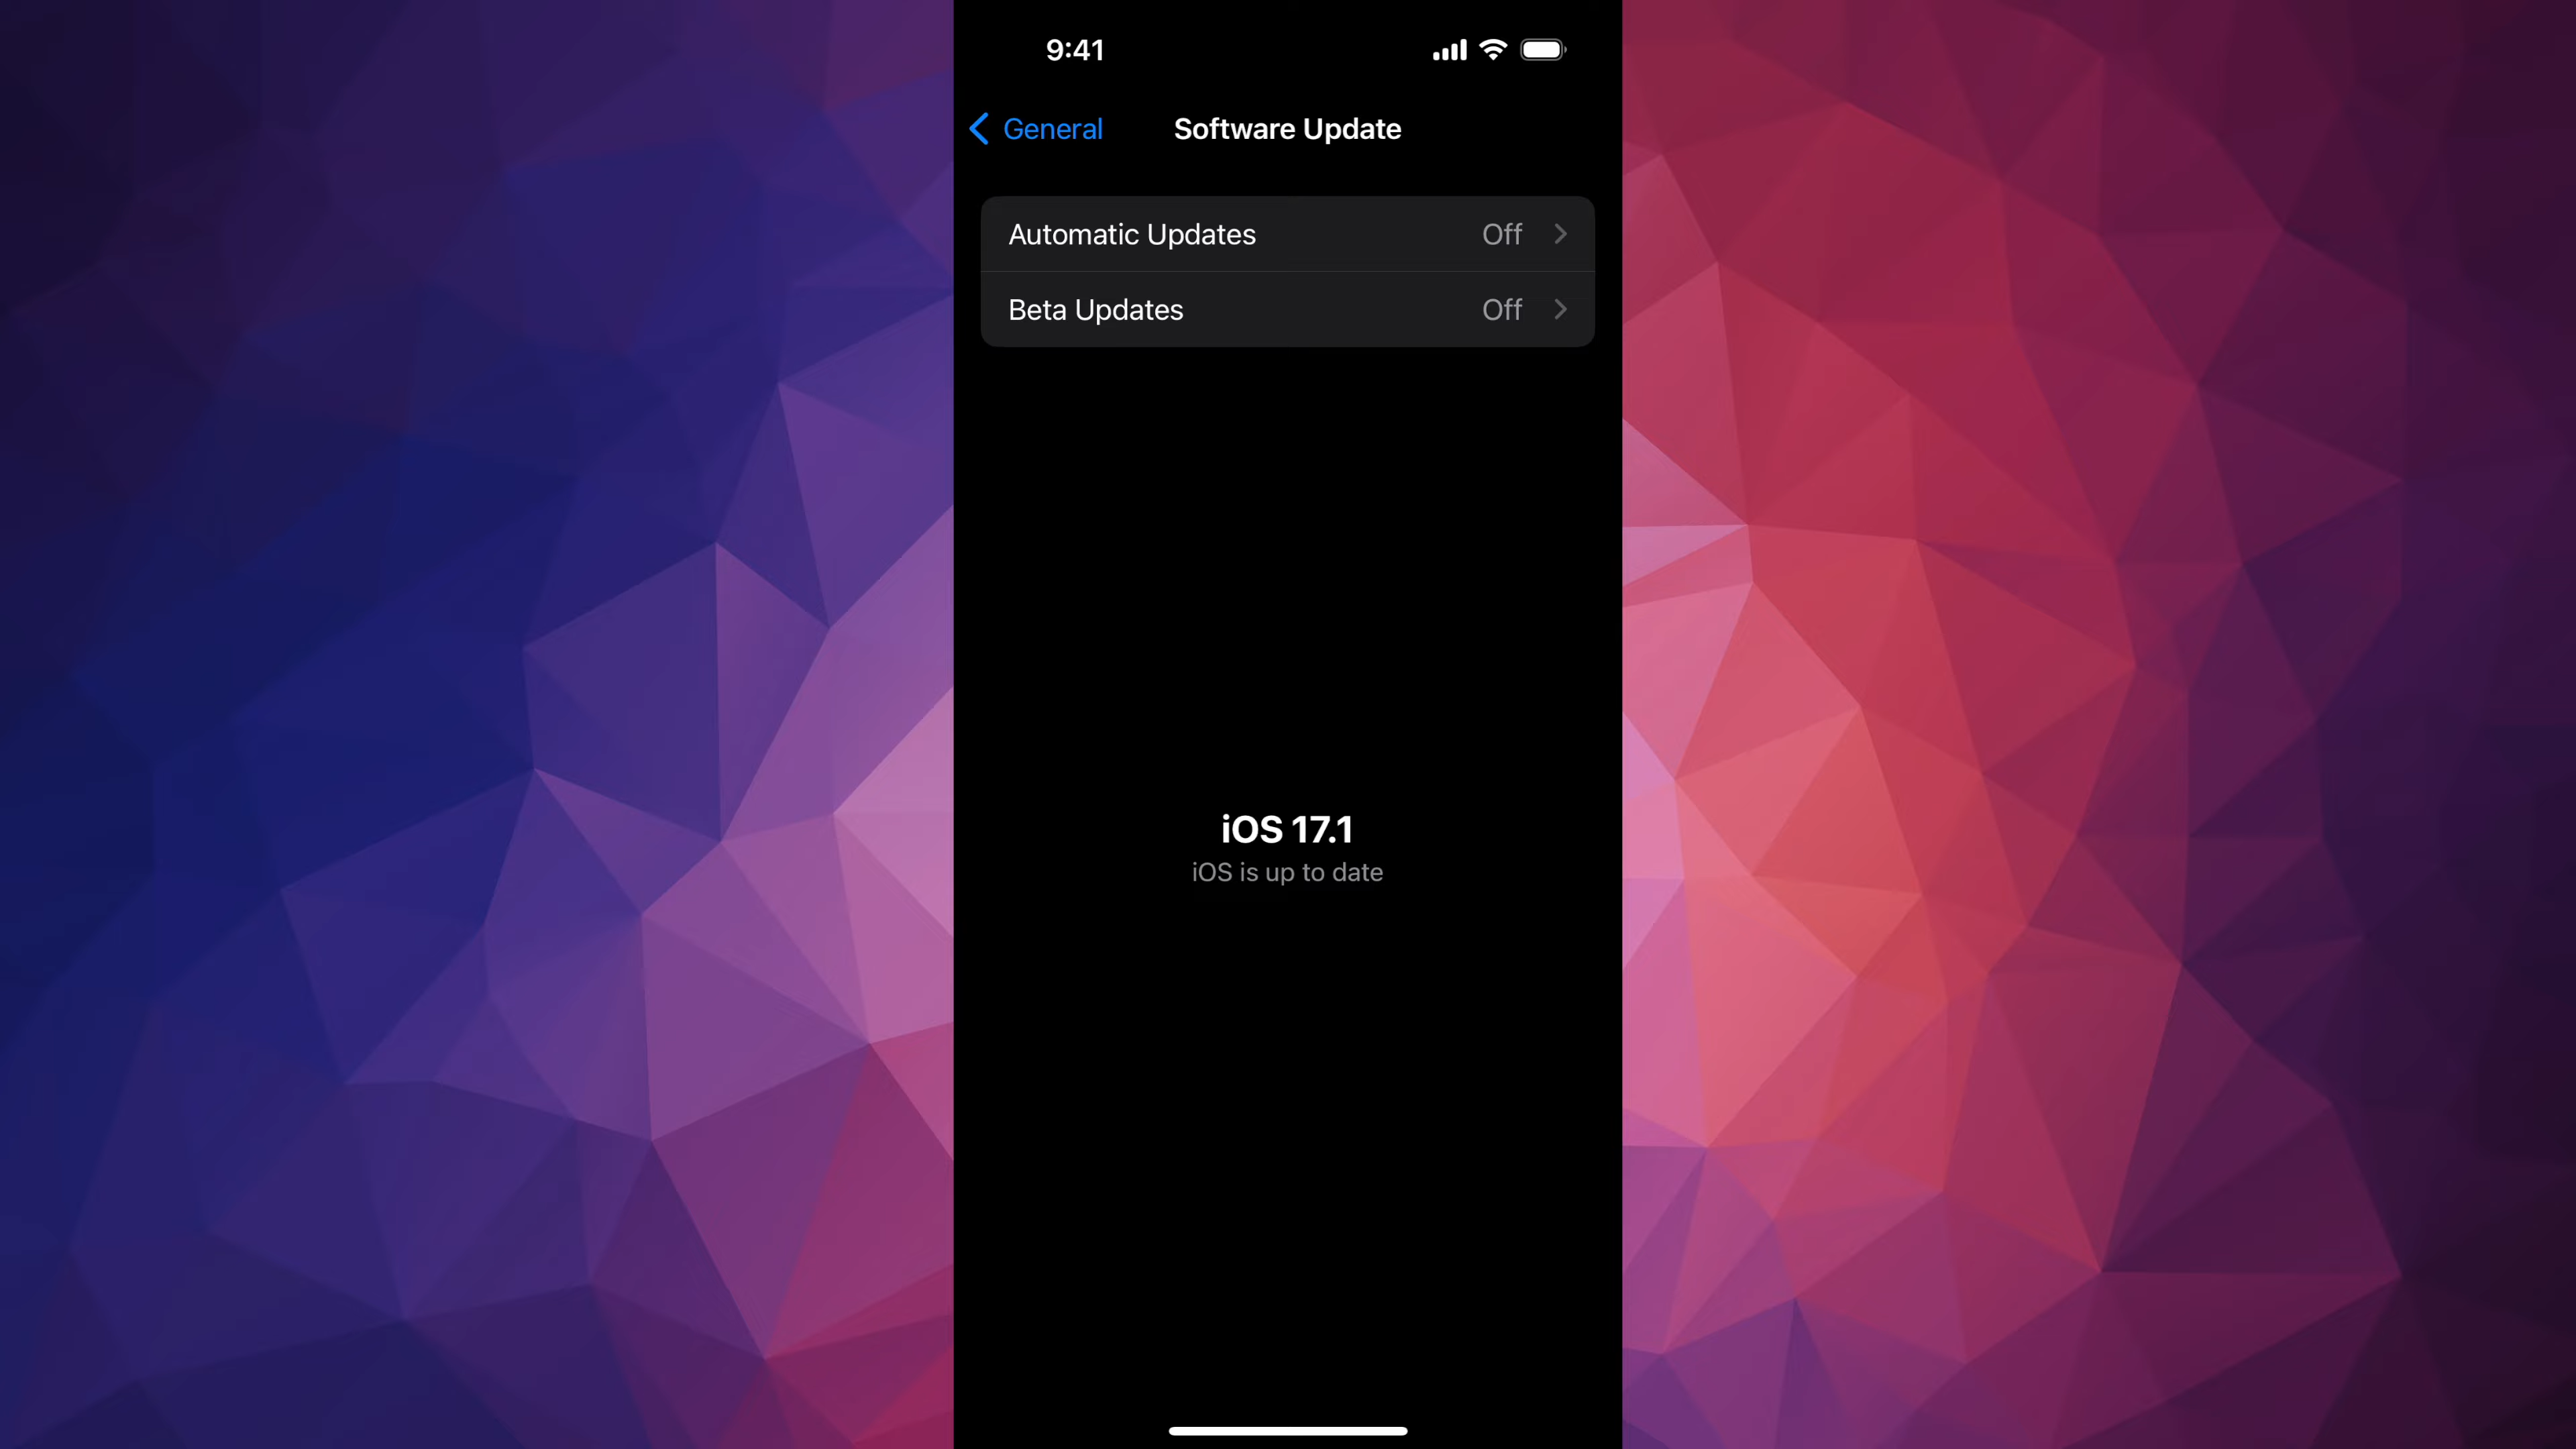 9:41
General
Software Update
Automatic Updates Off
Beta Updates Off
iOS 17.1
iOS is up to date